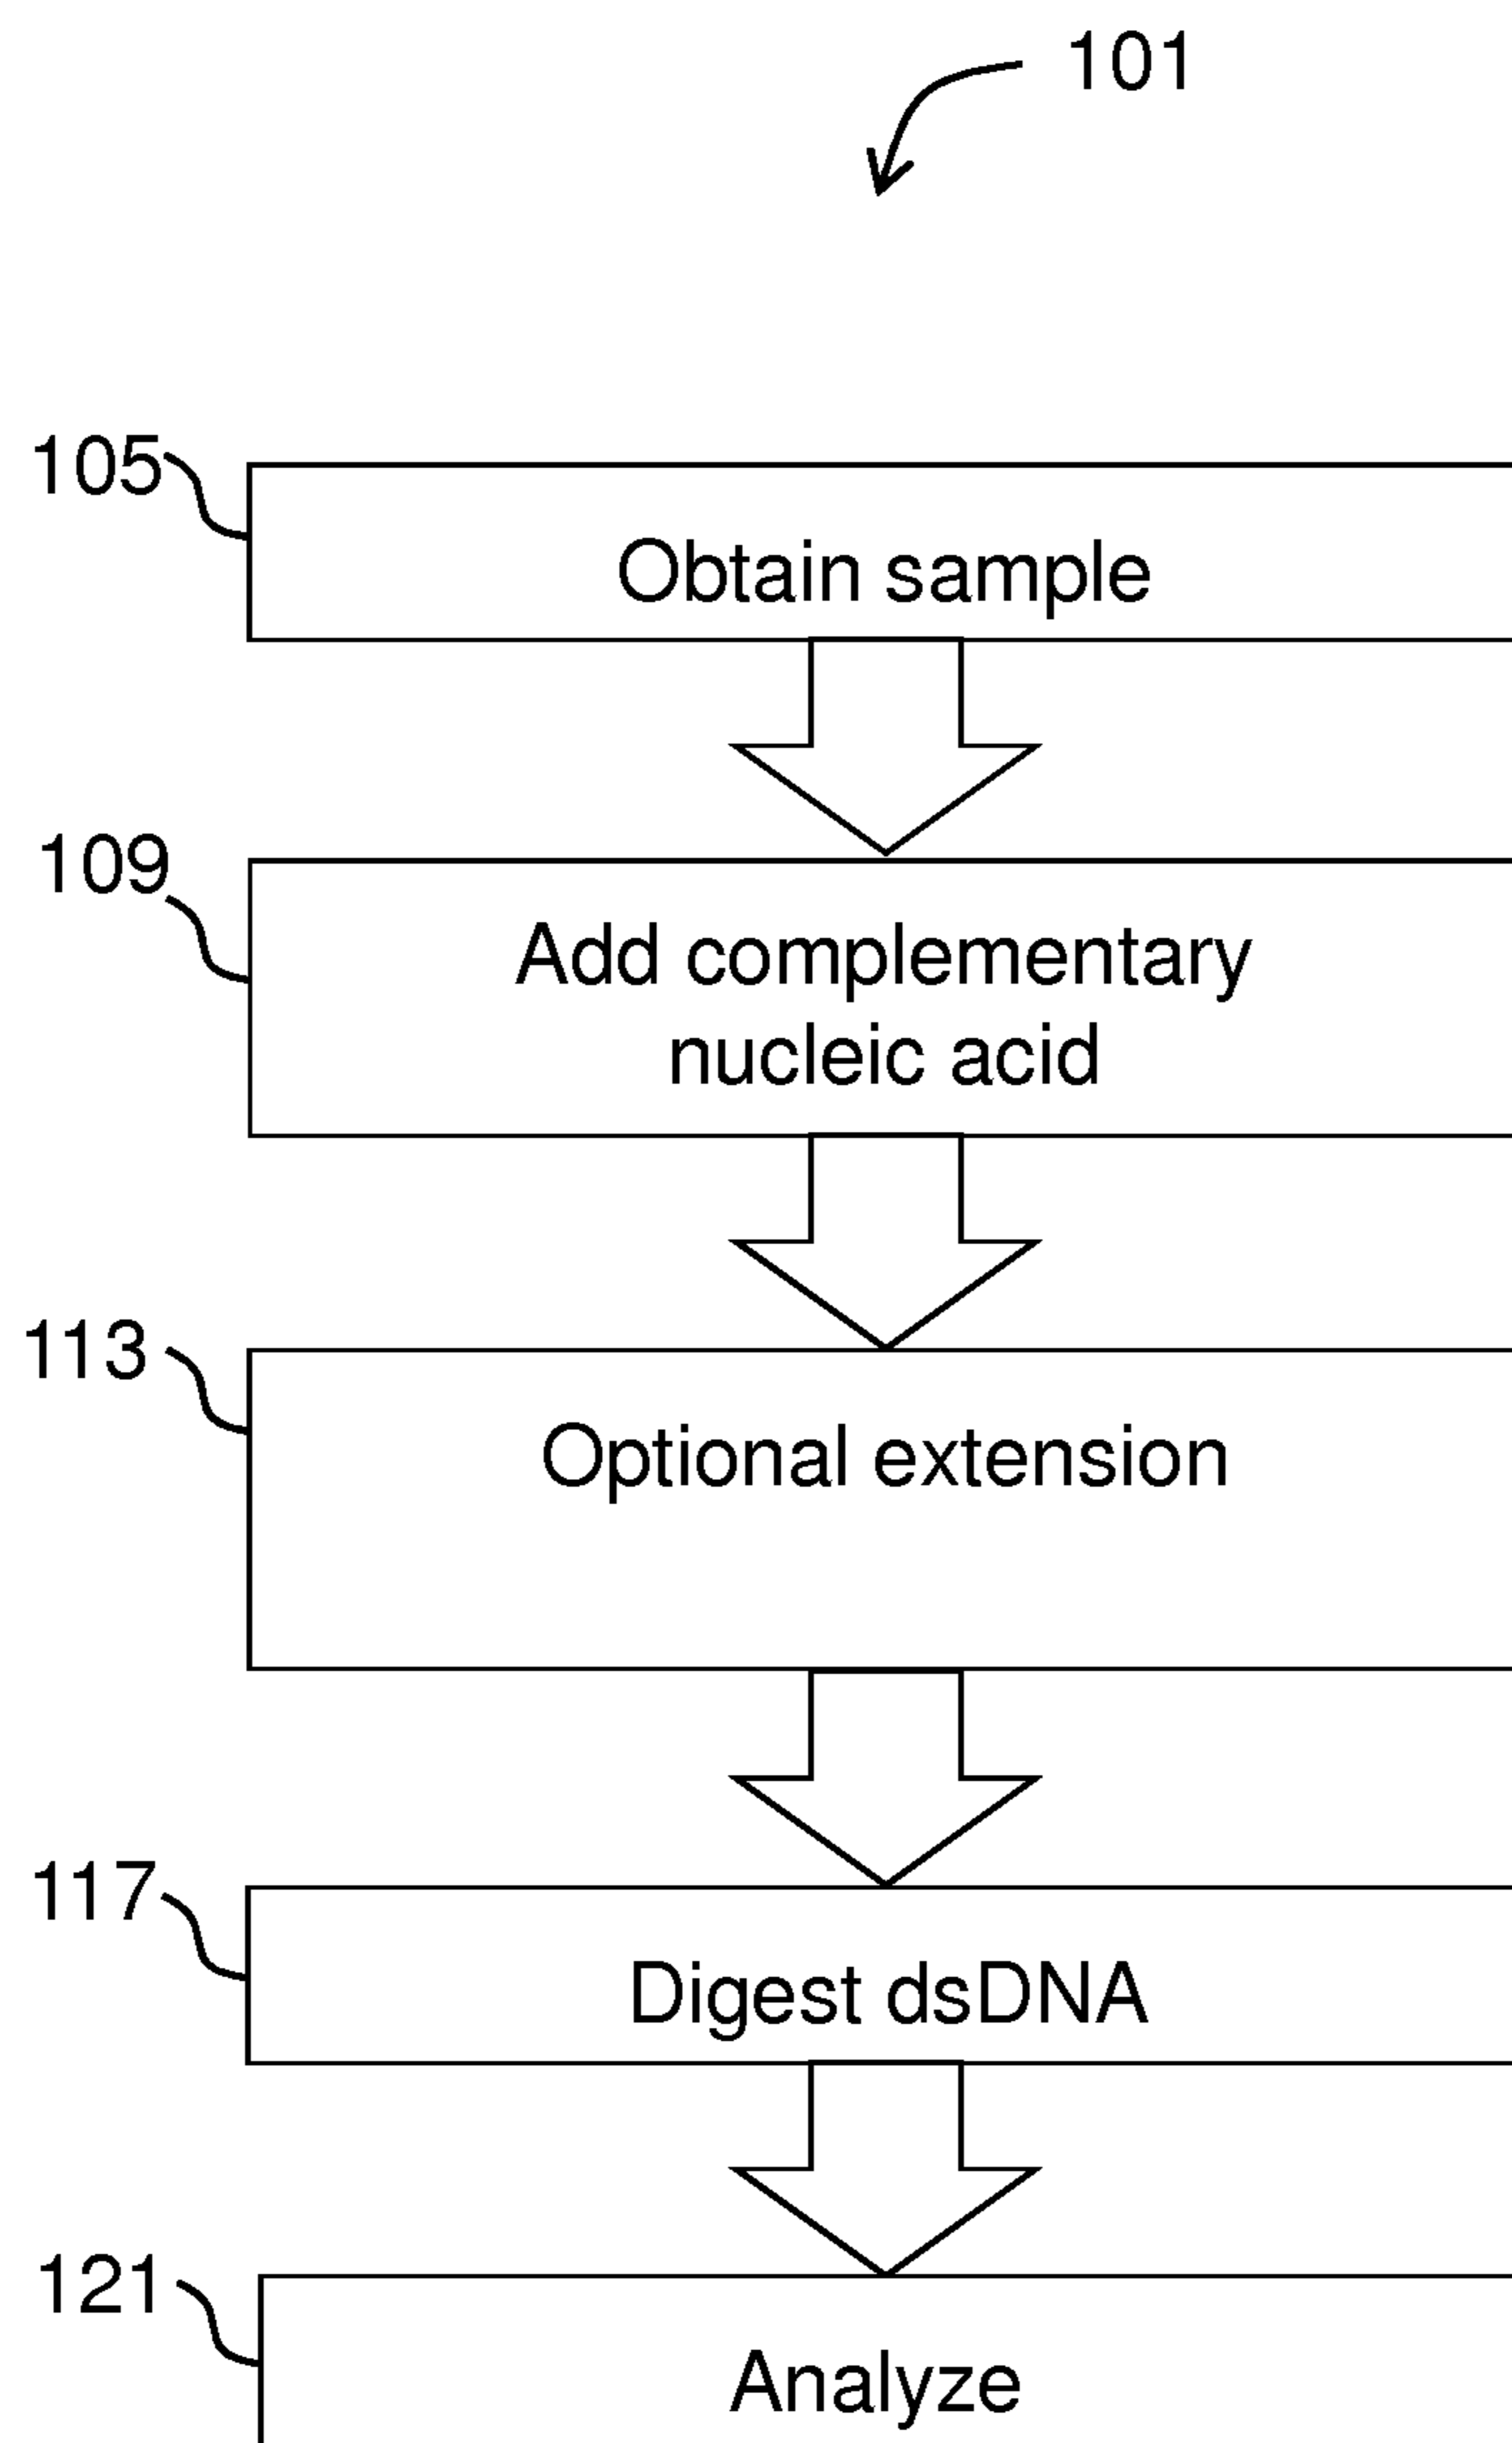 101
105
Obtain sample
109
Add complementary
nucleic acid
113
Optional extension
117
Digest dsDNA
121
Analyze